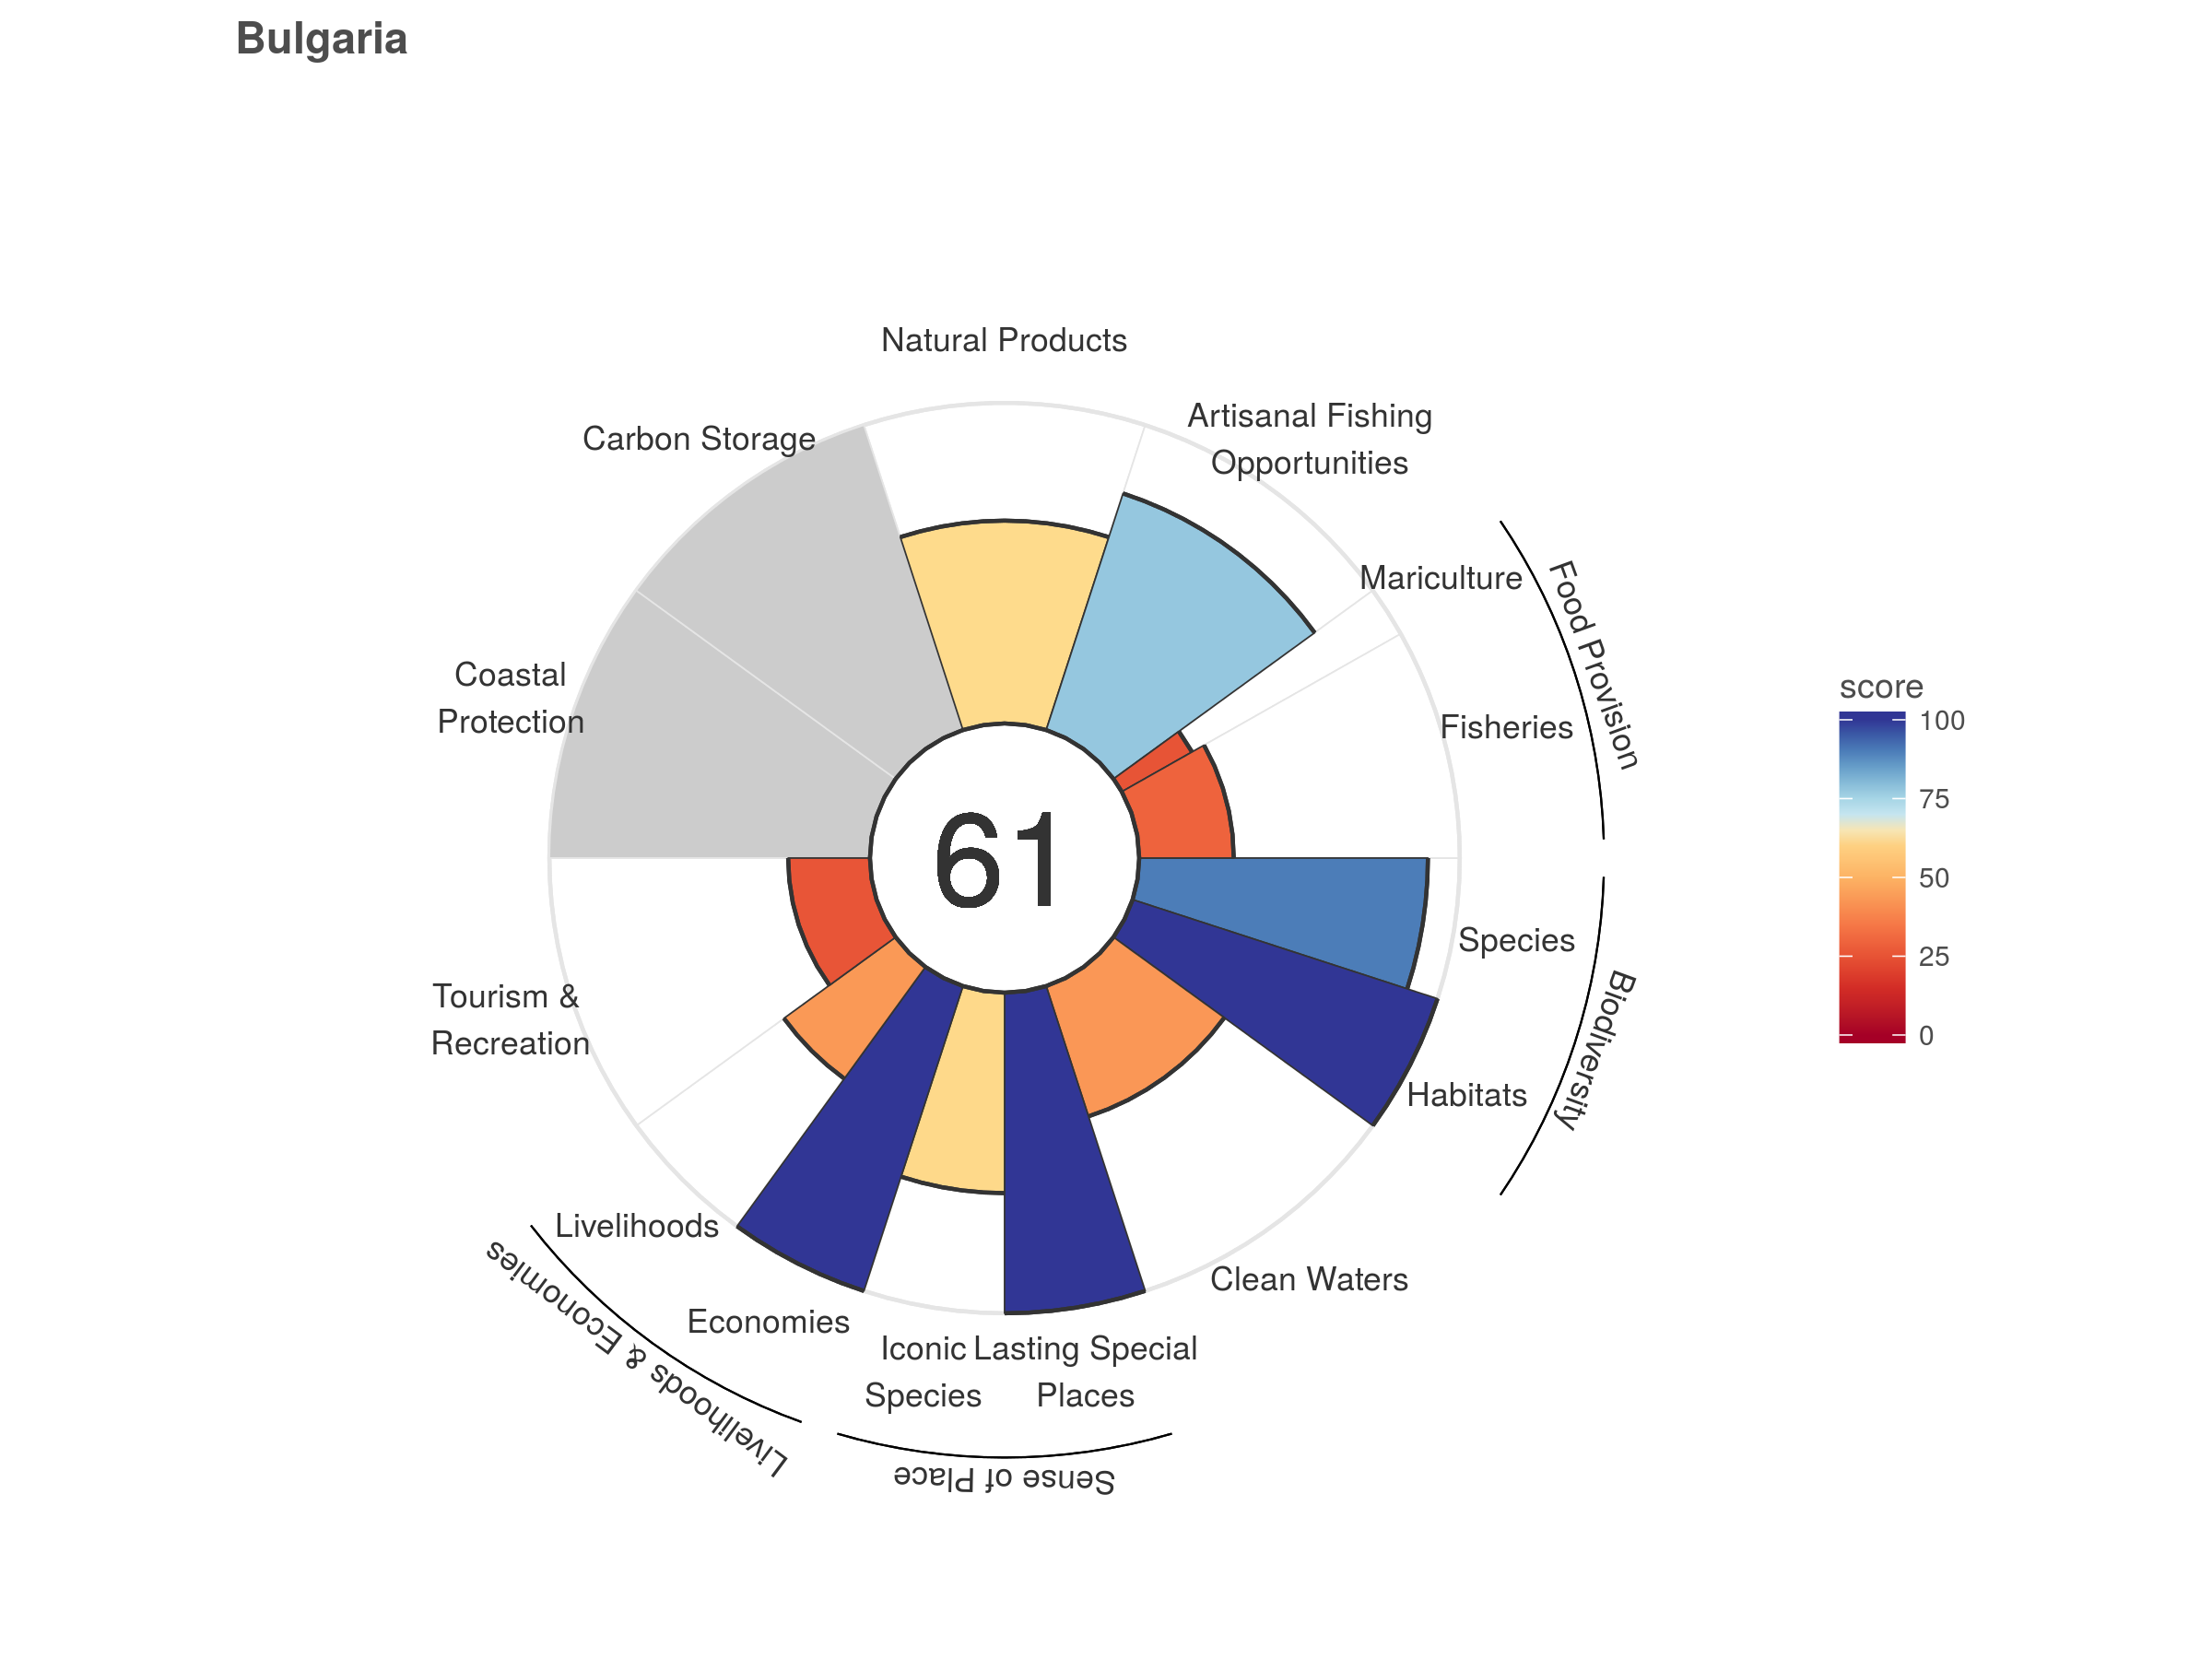 Bulgaria
Natural Products
Artisanal Fishing
Opportunities
Carbon Storage
Mariculture
Food Provision
Fisheries
Coastal
Protection
61
score
100
75
50
25
0
Species
Biodiversity
Habitats
Tourism &
Recreation
Clean Waters
Livelihoods
Economies
Livelihoods & Economies
Iconic
Species
Lasting Special
Places
Sense of Place